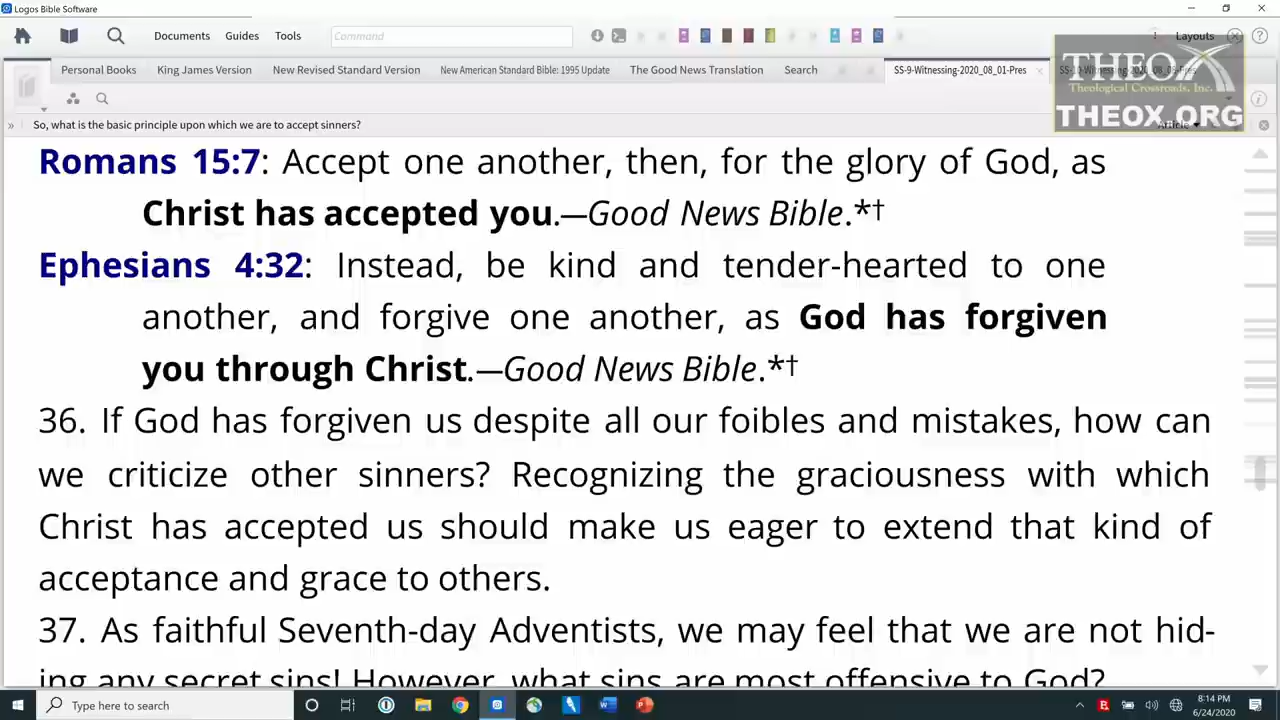 Logos Bible Software
Documents Guides Tools Command Layouts
Personal Books King James Version New Revised Stan New American Standard Bible: 1995 Update The Good News Translation Search SS-9-Witnessing-2020_08_01-Pres
THEOX
Theological Crossroads, Inc.
THEOX.ORG
So, what is the basic principle upon which we are to accept sinners?
Romans 15:7: Accept one another, then, for the glory of God, as
Christ has accepted you.—Good News Bible.*†
Ephesians 4:32: Instead, be kind and tender-hearted to one
another, and forgive one another, as God has forgiven
you through Christ.—Good News Bible.*†
36. If God has forgiven us despite all our foibles and mistakes, how can
we criticize other sinners? Recognizing the graciousness with which
Christ has accepted us should make us eager to extend that kind of
acceptance and grace to others.
37. As faithful Seventh-day Adventists, we may feel that we are not hid-
ing any secret sins! However, what sins are most offensive to God?
Type here to search
8:14 PM
6/24/2020